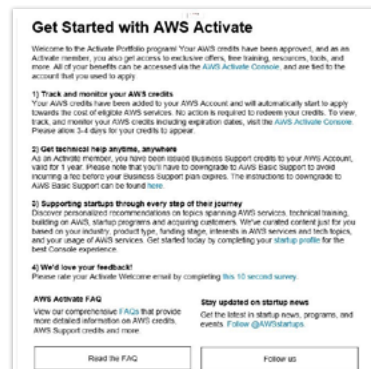 Get Started with AWS Activate
Welcome to the Activate Portfolio program! Your AWS credits have been approved, and as an
Activate member, you also get access to exclusive offers, free training, resources, tools, and
more. All of your benefits can be accessed via the AWS Activate Console, and are tied to the
account that you used to apply.
1) Track and monitor your AWS credits
Your AWS credits have been added to your AWS Account and will automatically start to apply
towards the cost of eligible AWS services. No action is required to redeem your credits. To view,
track, and monitor your AWS credits including expiration dates, visit the AWS Activate Console.
Please allow 3-4 days for your credits to appear.
2) Get technical help anytime, anywhere
As an Activate member, you have been issued Business Support credits to your AWS Account,
valid for 1 year. Please note that you'll have to downgrade to AWS Basic Support to avoid
incurring a fee before your Business Support plan expires. The instructions to downgrade to
AWS Basic Support can be found here.
3) Supporting startups through every step of their journey
Discover personalized recommendations on topics spanning AWS services, technical training,
building on AWS, startup programs and acquiring customers. We've curated content just for you
based on your industry, product type, funding stage, interests in AWS services and tech topics,
and your usage of AWS services. Get started today by completing your startup profile for the
best Console experience.
4) We'd love your feedback!
Please rate your Activate Welcome email by completing this 10 second survey.
AWS Activate FAQ
View our comprehensive FAQs that provide
more detailed information on AWS credits,
AWS Support credits and more.
Read the FAQ
Stay updated on startup news
Get the latest in startup news, programs, and
events. Follow @AWSstartups.
Follow us